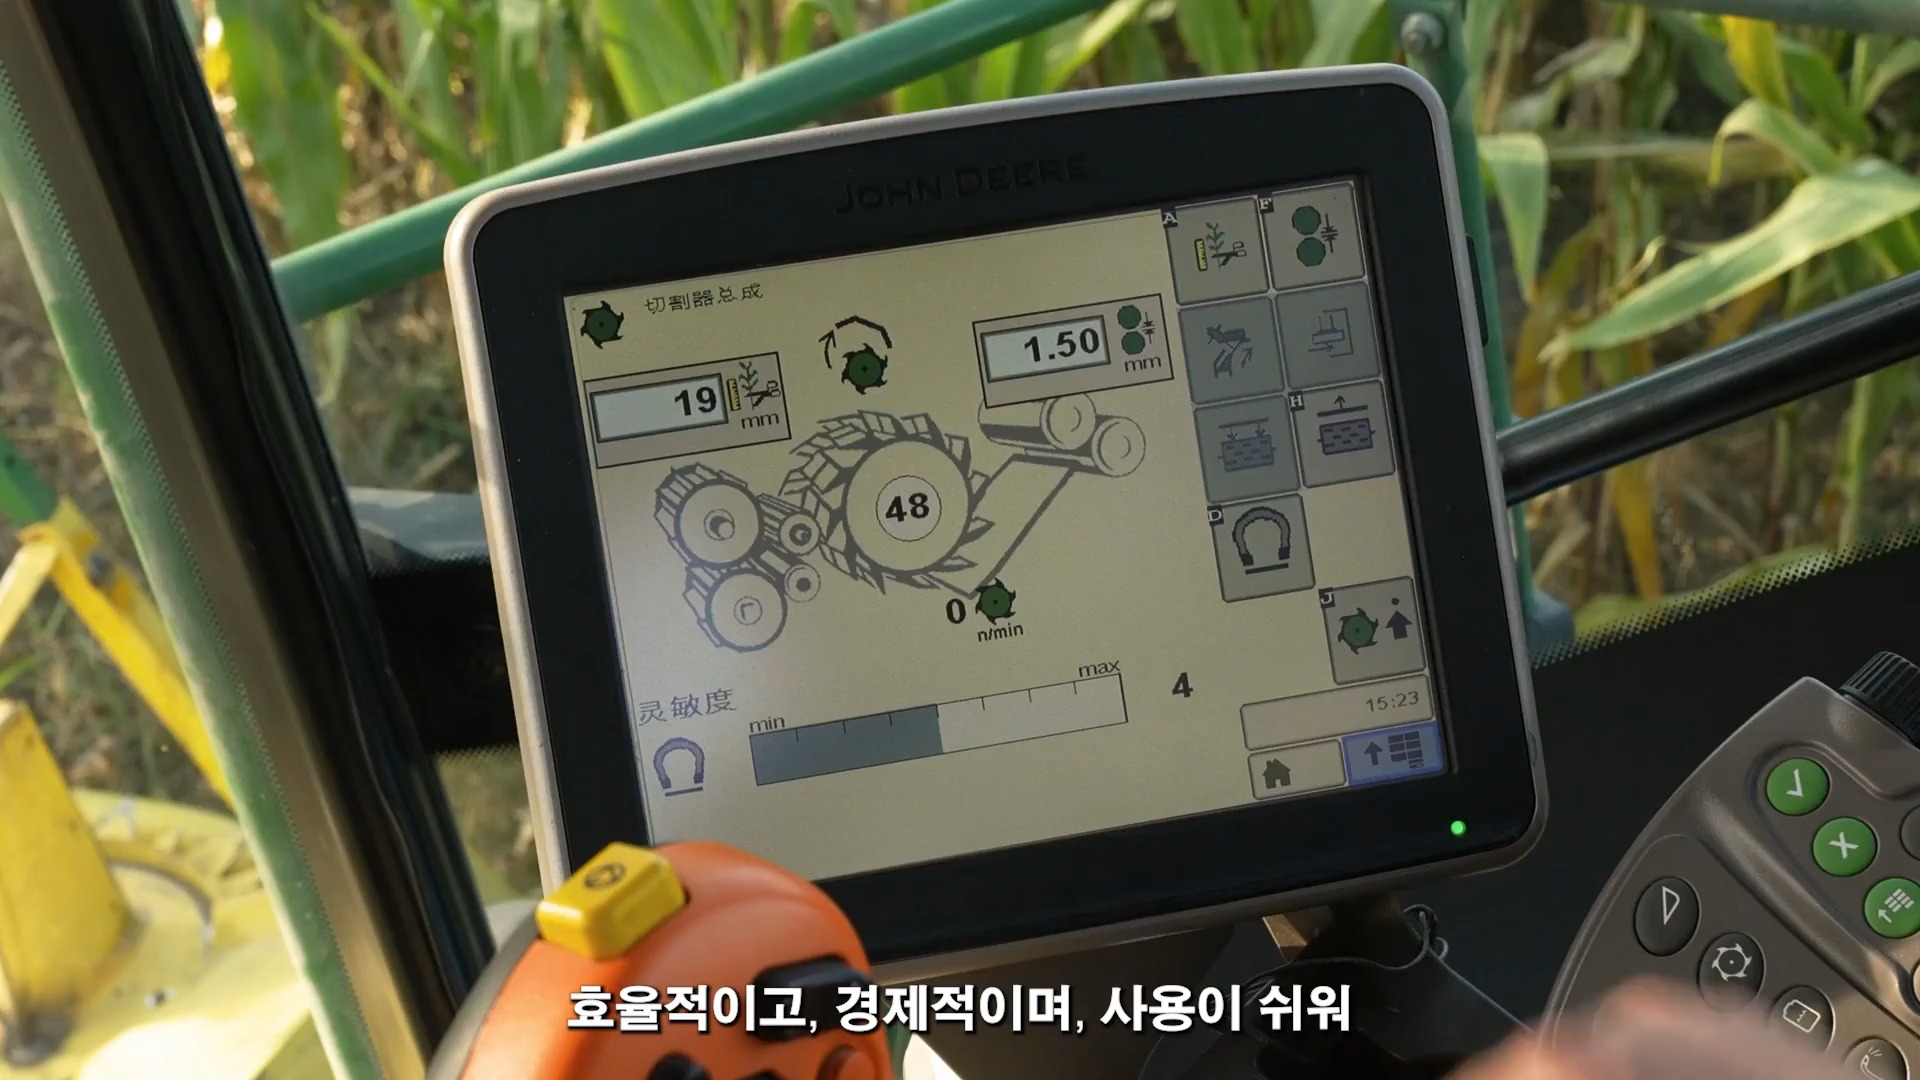 JOHN DEERE
切割器总成
A
F
19
mm
1.50
mm
48
H
D
0
n/min
J
灵敏度
min
max
4
15:23
효율적이고, 경제적이며, 사용이 쉬워